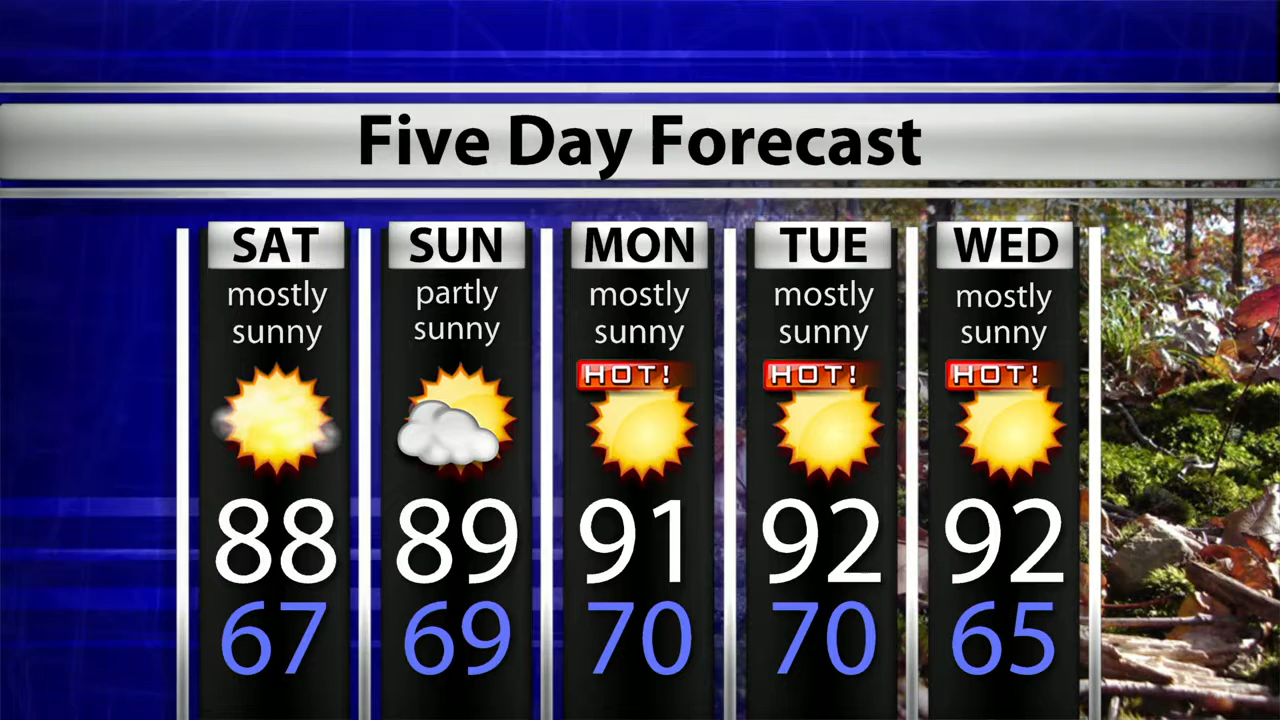 Five Day Forecast
SAT
mostly
sunny
88
67
SUN
partly
sunny
89
69
MON
mostly
sunny
HOT!
91
70
TUE
mostly
sunny
HOT!
92
70
WED
mostly
sunny
HOT!
92
65